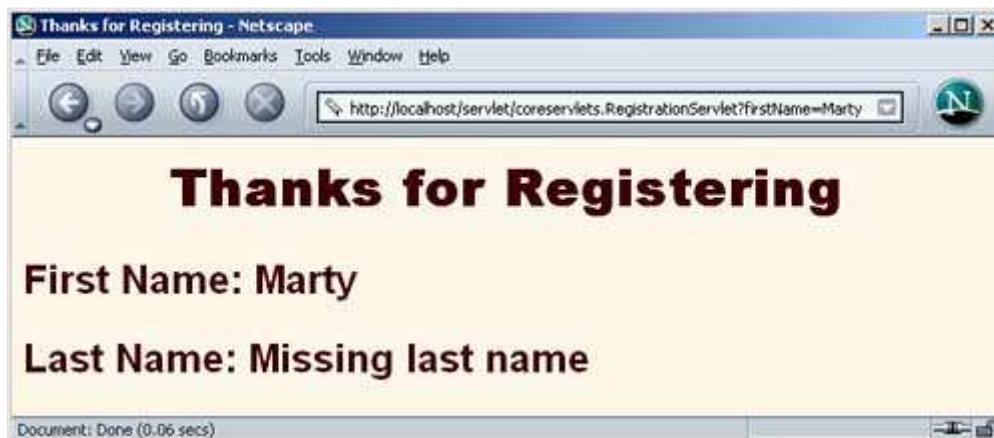 Thanks for Registering - Netscape
File Edit View Go Bookmarks Tools Window Help
http://localhost/servlet/coreservlets.RegistrationServlet?firstName=Marty
N
Thanks for Registering
First Name: Marty
Last Name: Missing last name
Document: Done (0.06 secs)